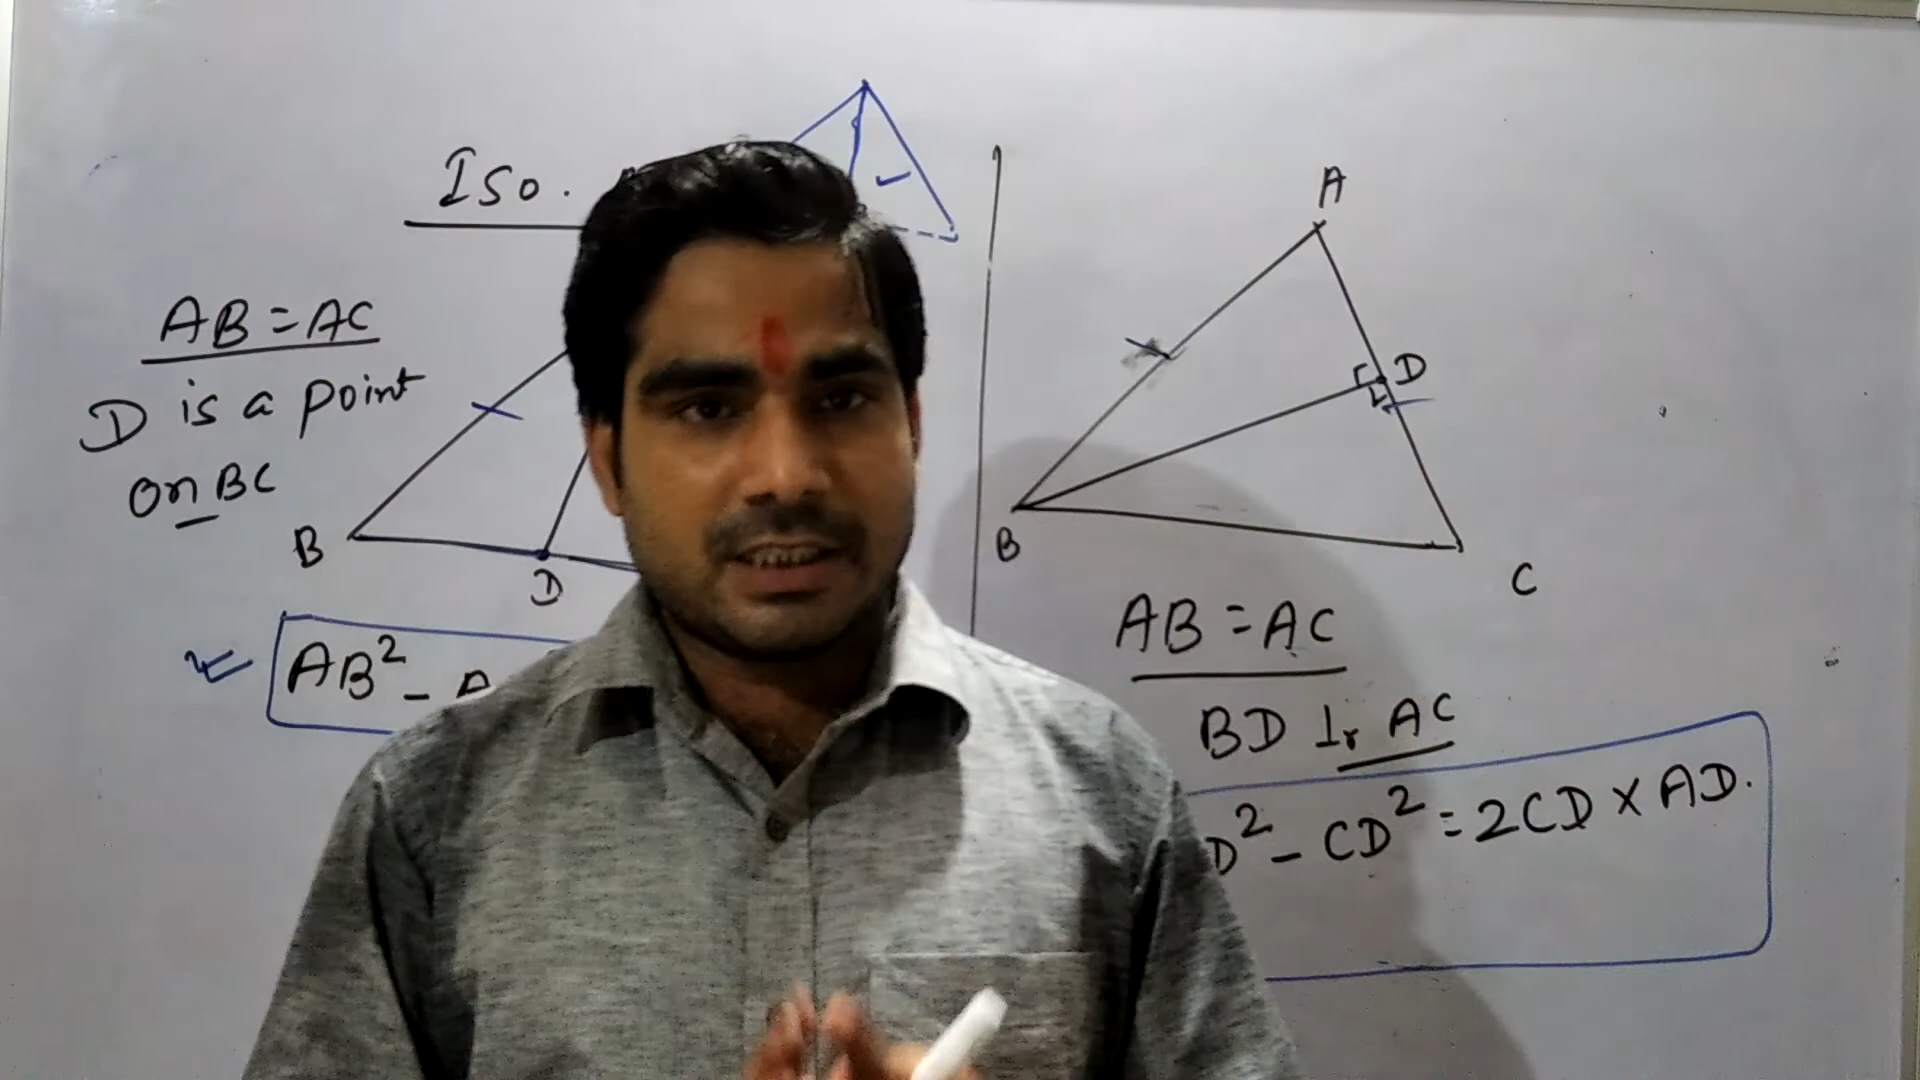 Iso.
AB = AC
D is a point
on BC
B
D
AB² - A
A
D
B
C
AB = AC
BD ⊥r AC
D² - CD² = 2CD × AD.